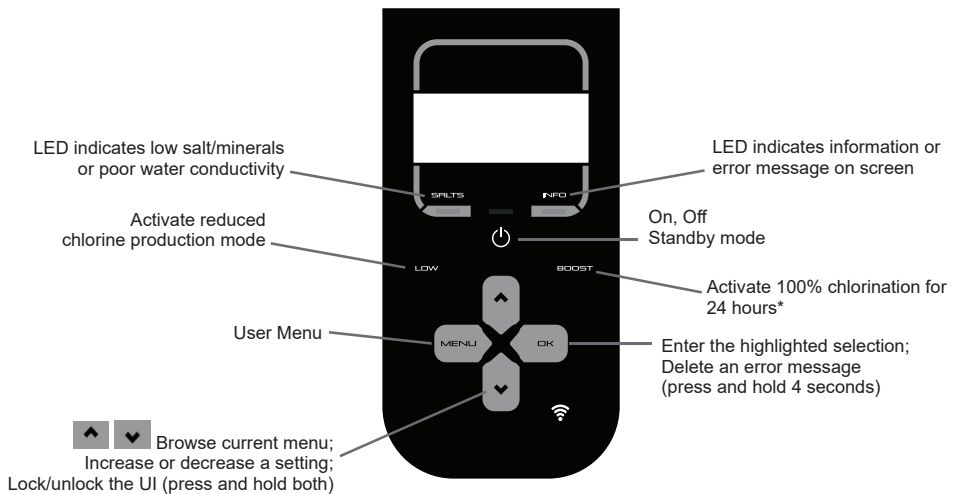 LED indicates low salt/minerals
or poor water conductivity
LED indicates information or
error message on screen
SALTS
INFO
Activate reduced
chlorine production mode
On, Off
Standby mode
LOW
BOOST
Activate 100% chlorination for
24 hours*
User Menu
MENU
OK
Enter the highlighted selection;
Delete an error message
(press and hold 4 seconds)
Browse current menu;
Increase or decrease a setting;
Lock/unlock the UI (press and hold both)